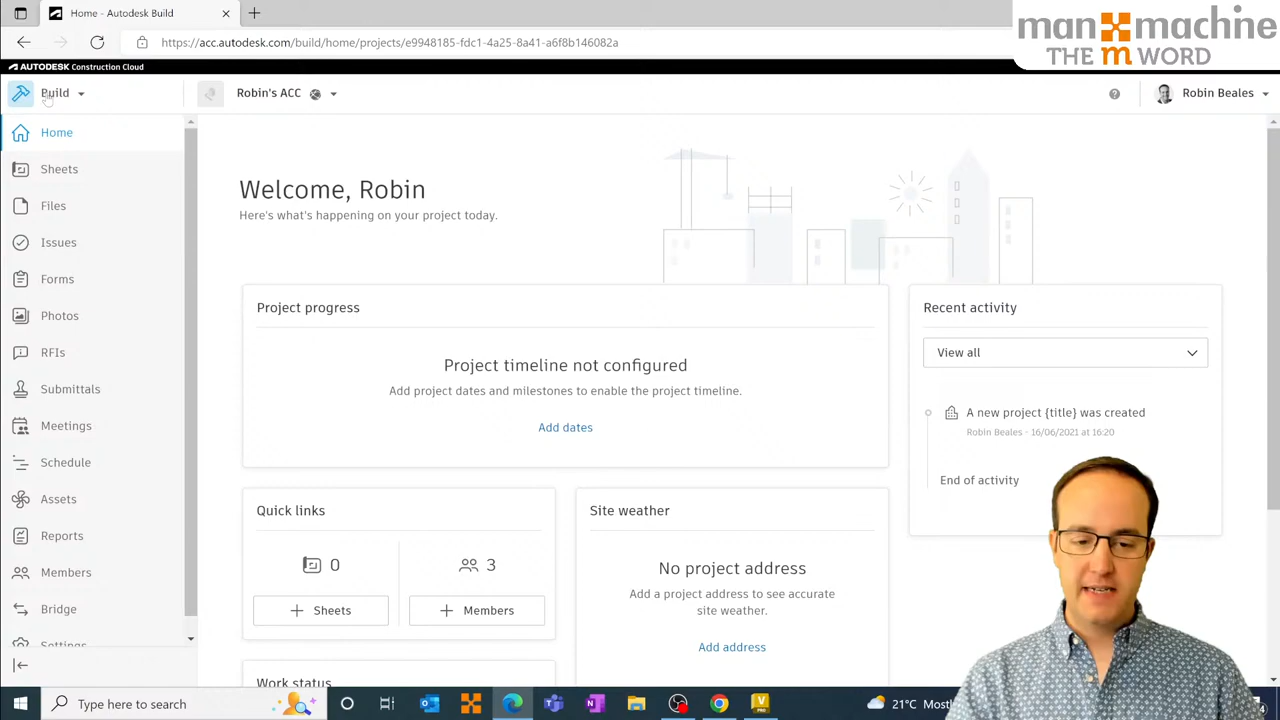 Home - Autodesk Build
https://acc.autodesk.com/build/home/projects/e9948185-fdc1-4a25-8a41-a6f8b146082a
man machine
THE m WORD
AUTODESK Construction Cloud
Build
Robin's ACC
Robin Beales
Home
Sheets
Files
Issues
Forms
Photos
RFIs
Submittals
Meetings
Schedule
Assets
Reports
Members
Bridge
Settings
Welcome, Robin
Here's what's happening on your project today.
Project progress
Project timeline not configured
Add project dates and milestones to enable the project timeline.
Add dates
Recent activity
View all
A new project {title} was created
Robin Beales - 16/06/2021 at 16:20
End of activity
Quick links
0
3
+ Sheets
+ Members
Site weather
No project address
Add a project address to see accurate
site weather.
Add address
Work status
Type here to search
21°C